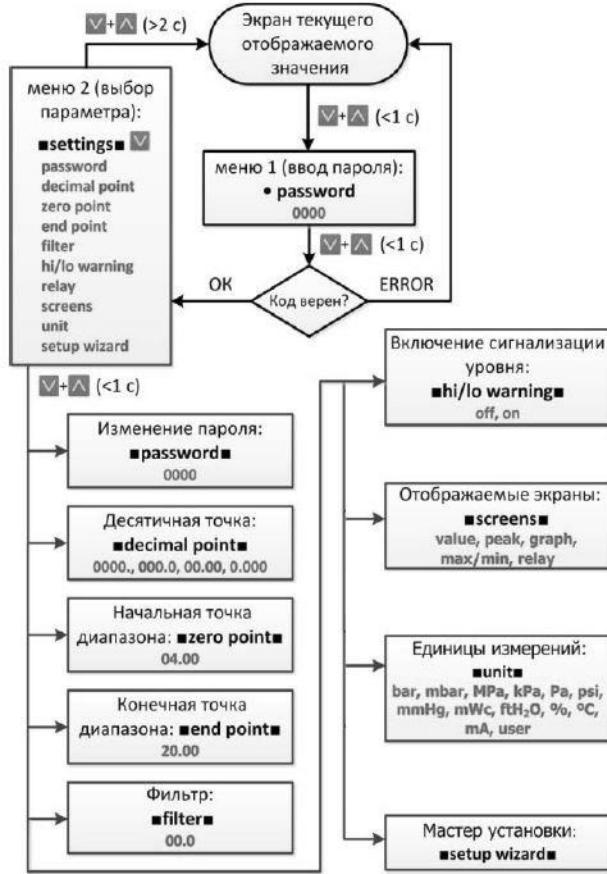 ▽+△ (>2 с)
Экран текущего
отображаемого
значения
▽+△ (<1 с)
меню 1 (ввод пароля):
• password
0000
▽+△ (<1 с)
Код верен?
OK
ERROR
меню 2 (выбор
параметра):
■settings■ ▽
password
decimal point
zero point
end point
filter
hi/lo warning
relay
screens
unit
setup wizard
▽+△ (<1 с)
Изменение пароля:
■password■
0000
Десятичная точка:
■decimal point■
0000., 000.0, 00.00, 0.000
Начальная точка
диапазона: ■zero point■
04.00
Конечная точка
диапазона: ■end point■
20.00
Фильтр:
■filter■
00.0
Включение сигнализации
уровня:
■hi/lo warning■
off, on
Отображаемые экраны:
■screens■
value, peak, graph,
max/min, relay
Единицы измерений:
■unit■
bar, mbar, MPa, kPa, Pa, psi,
mmHg, mWc, ftH₂O, %, ºC,
mA, user
Мастер установки:
■setup wizard■